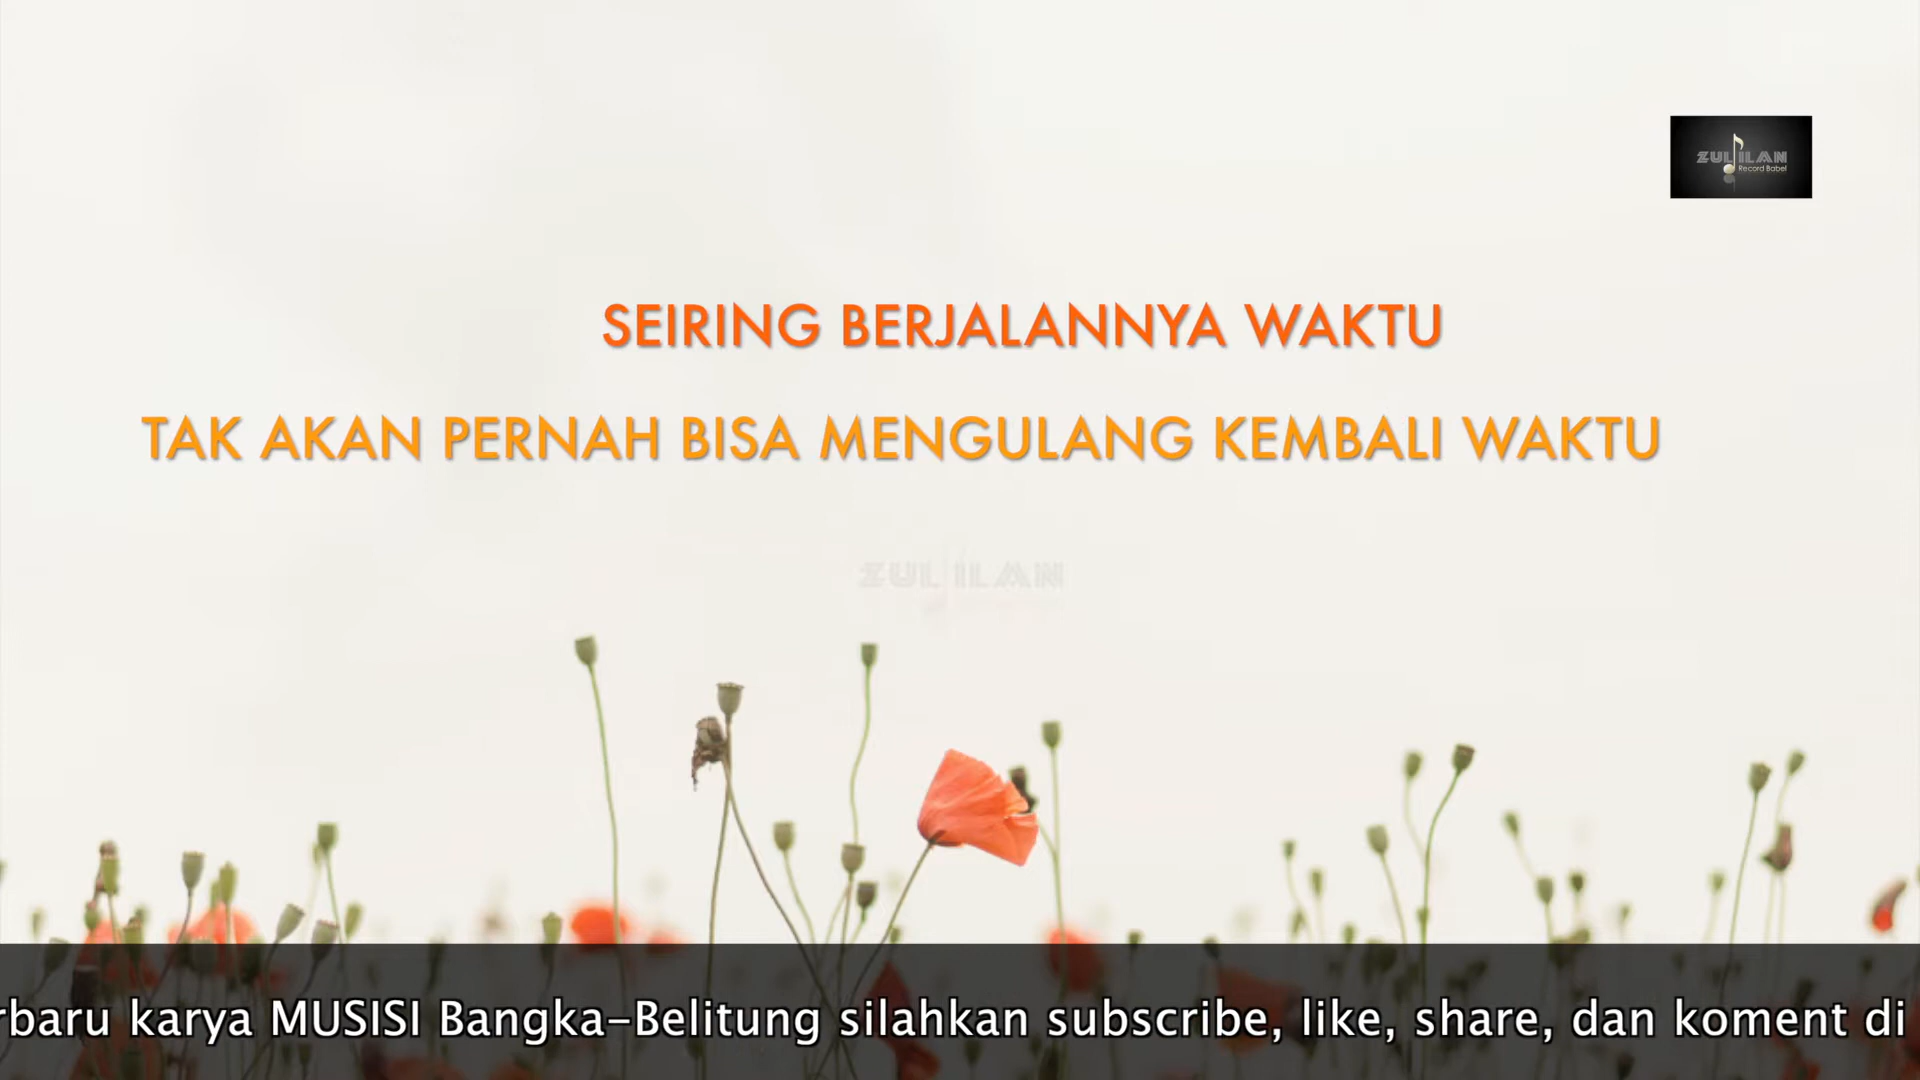 ZULILAN
Record Babel
SEIRING BERJALANNYA WAKTU
TAK AKAN PERNAH BISA MENGULANG KEMBALI WAKTU
ZULILAN
rbaru karya MUSISI Bangka-Belitung silahkan subscribe, like, share, dan koment di